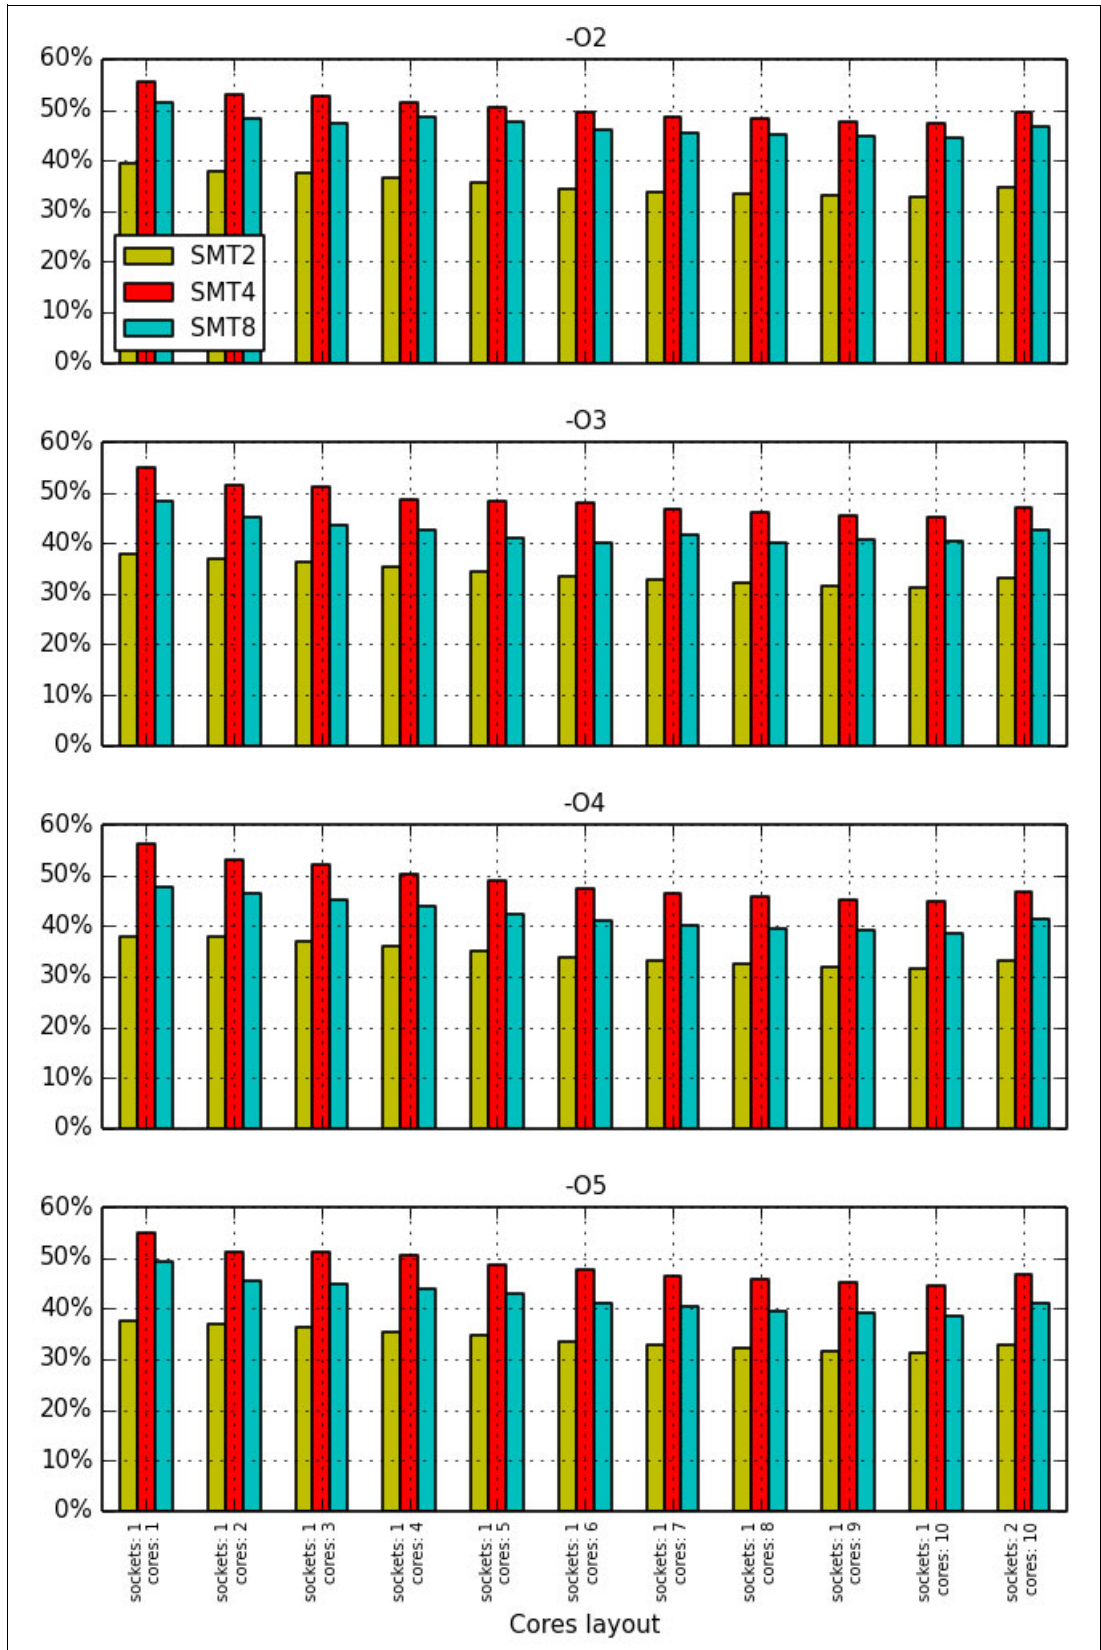 -O2
60%
50%
40%
30%
20%
10%
0%
SMT2
SMT4
SMT8
-O3
60%
50%
40%
30%
20%
10%
0%
-O4
60%
50%
40%
30%
20%
10%
0%
-O5
60%
50%
40%
30%
20%
10%
0%
sockets: 1
cores: 1
sockets: 1
cores: 2
sockets: 1
cores: 3
sockets: 1
cores: 4
sockets: 1
cores: 5
sockets: 1
cores: 6
sockets: 1
cores: 7
sockets: 1
cores: 8
sockets: 1
cores: 9
sockets: 1
cores: 10
sockets: 2
cores: 10
Cores layout